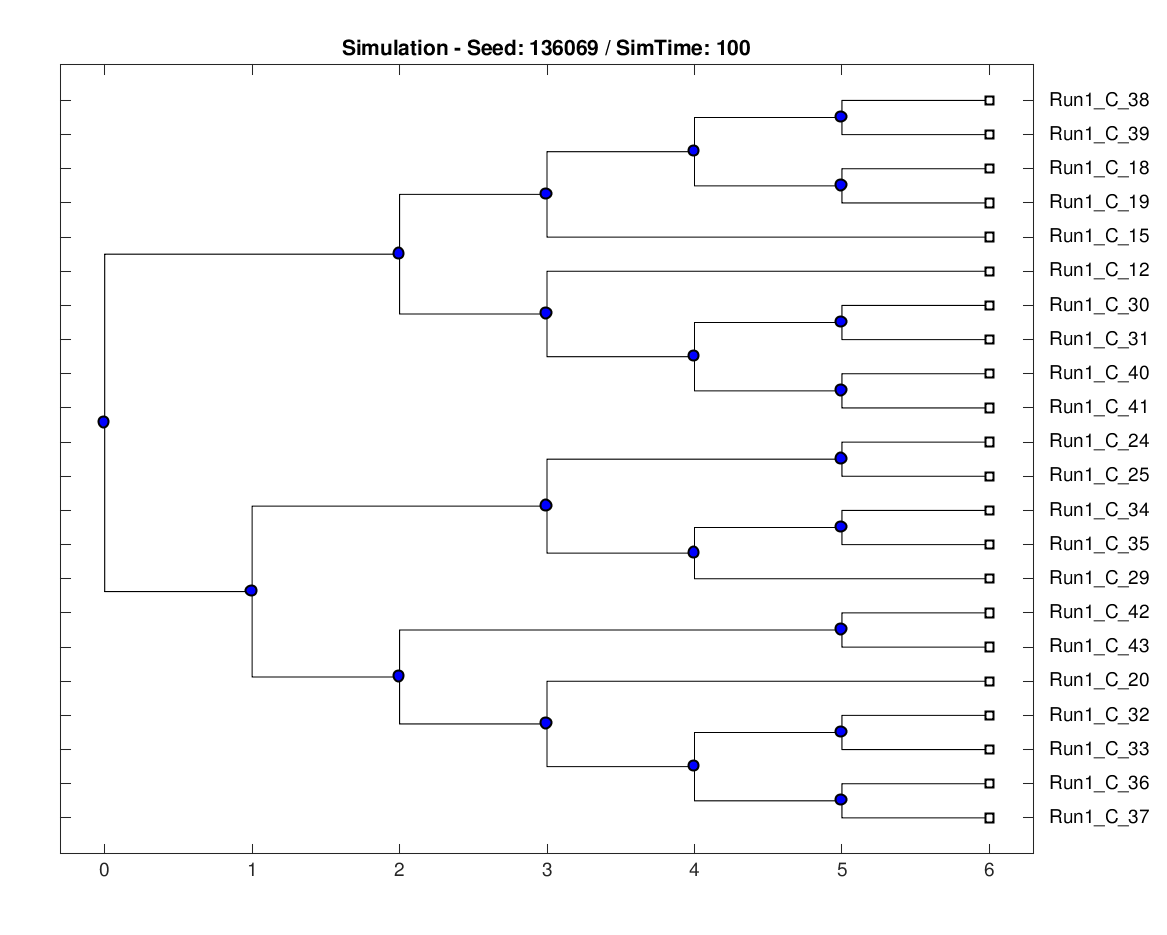 Simulation - Seed: 136069 / SimTime: 100
Run1_C_38
Run1_C_39
Run1_C_18
Run1_C_19
Run1_C_15
Run1_C_12
Run1_C_30
Run1_C_31
Run1_C_40
Run1_C_41
Run1_C_24
Run1_C_25
Run1_C_34
Run1_C_35
Run1_C_29
Run1_C_42
Run1_C_43
Run1_C_20
Run1_C_32
Run1_C_33
Run1_C_36
Run1_C_37
0 1 2 3 4 5 6